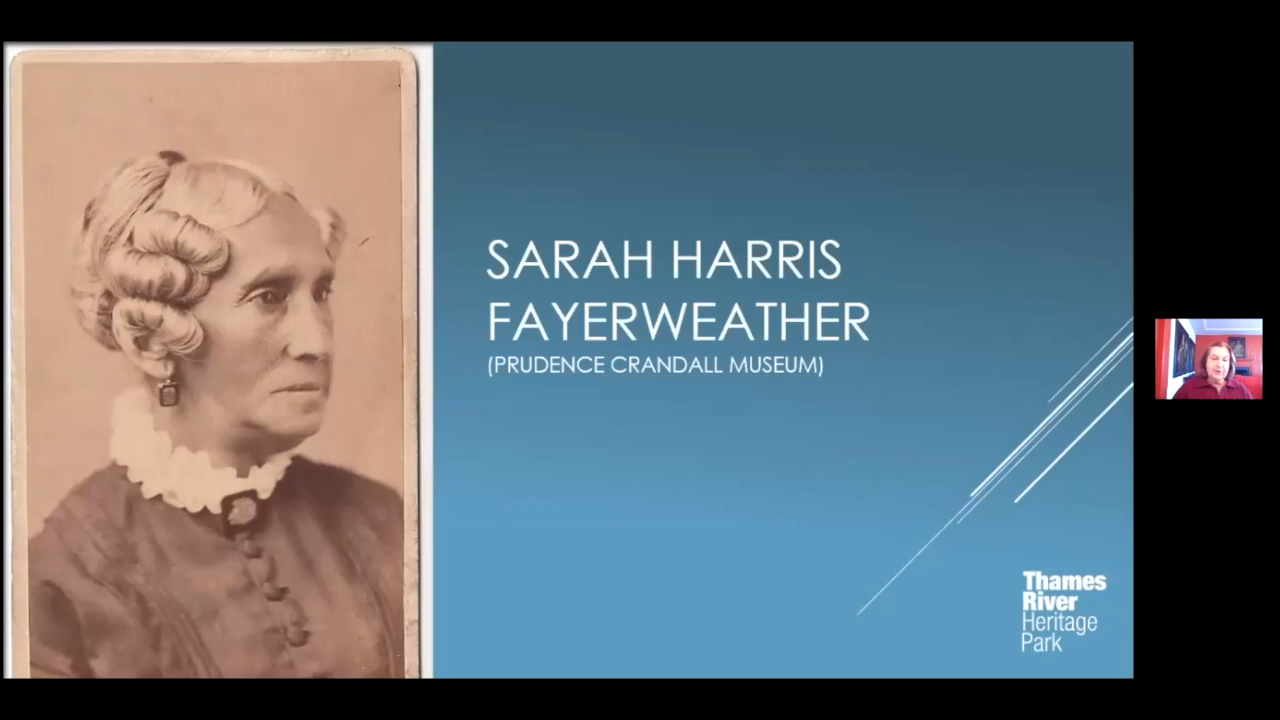 SARAH HARRIS
FAYERWEATHER
(PRUDENCE CRANDALL MUSEUM)
Thames
River
Heritage
Park